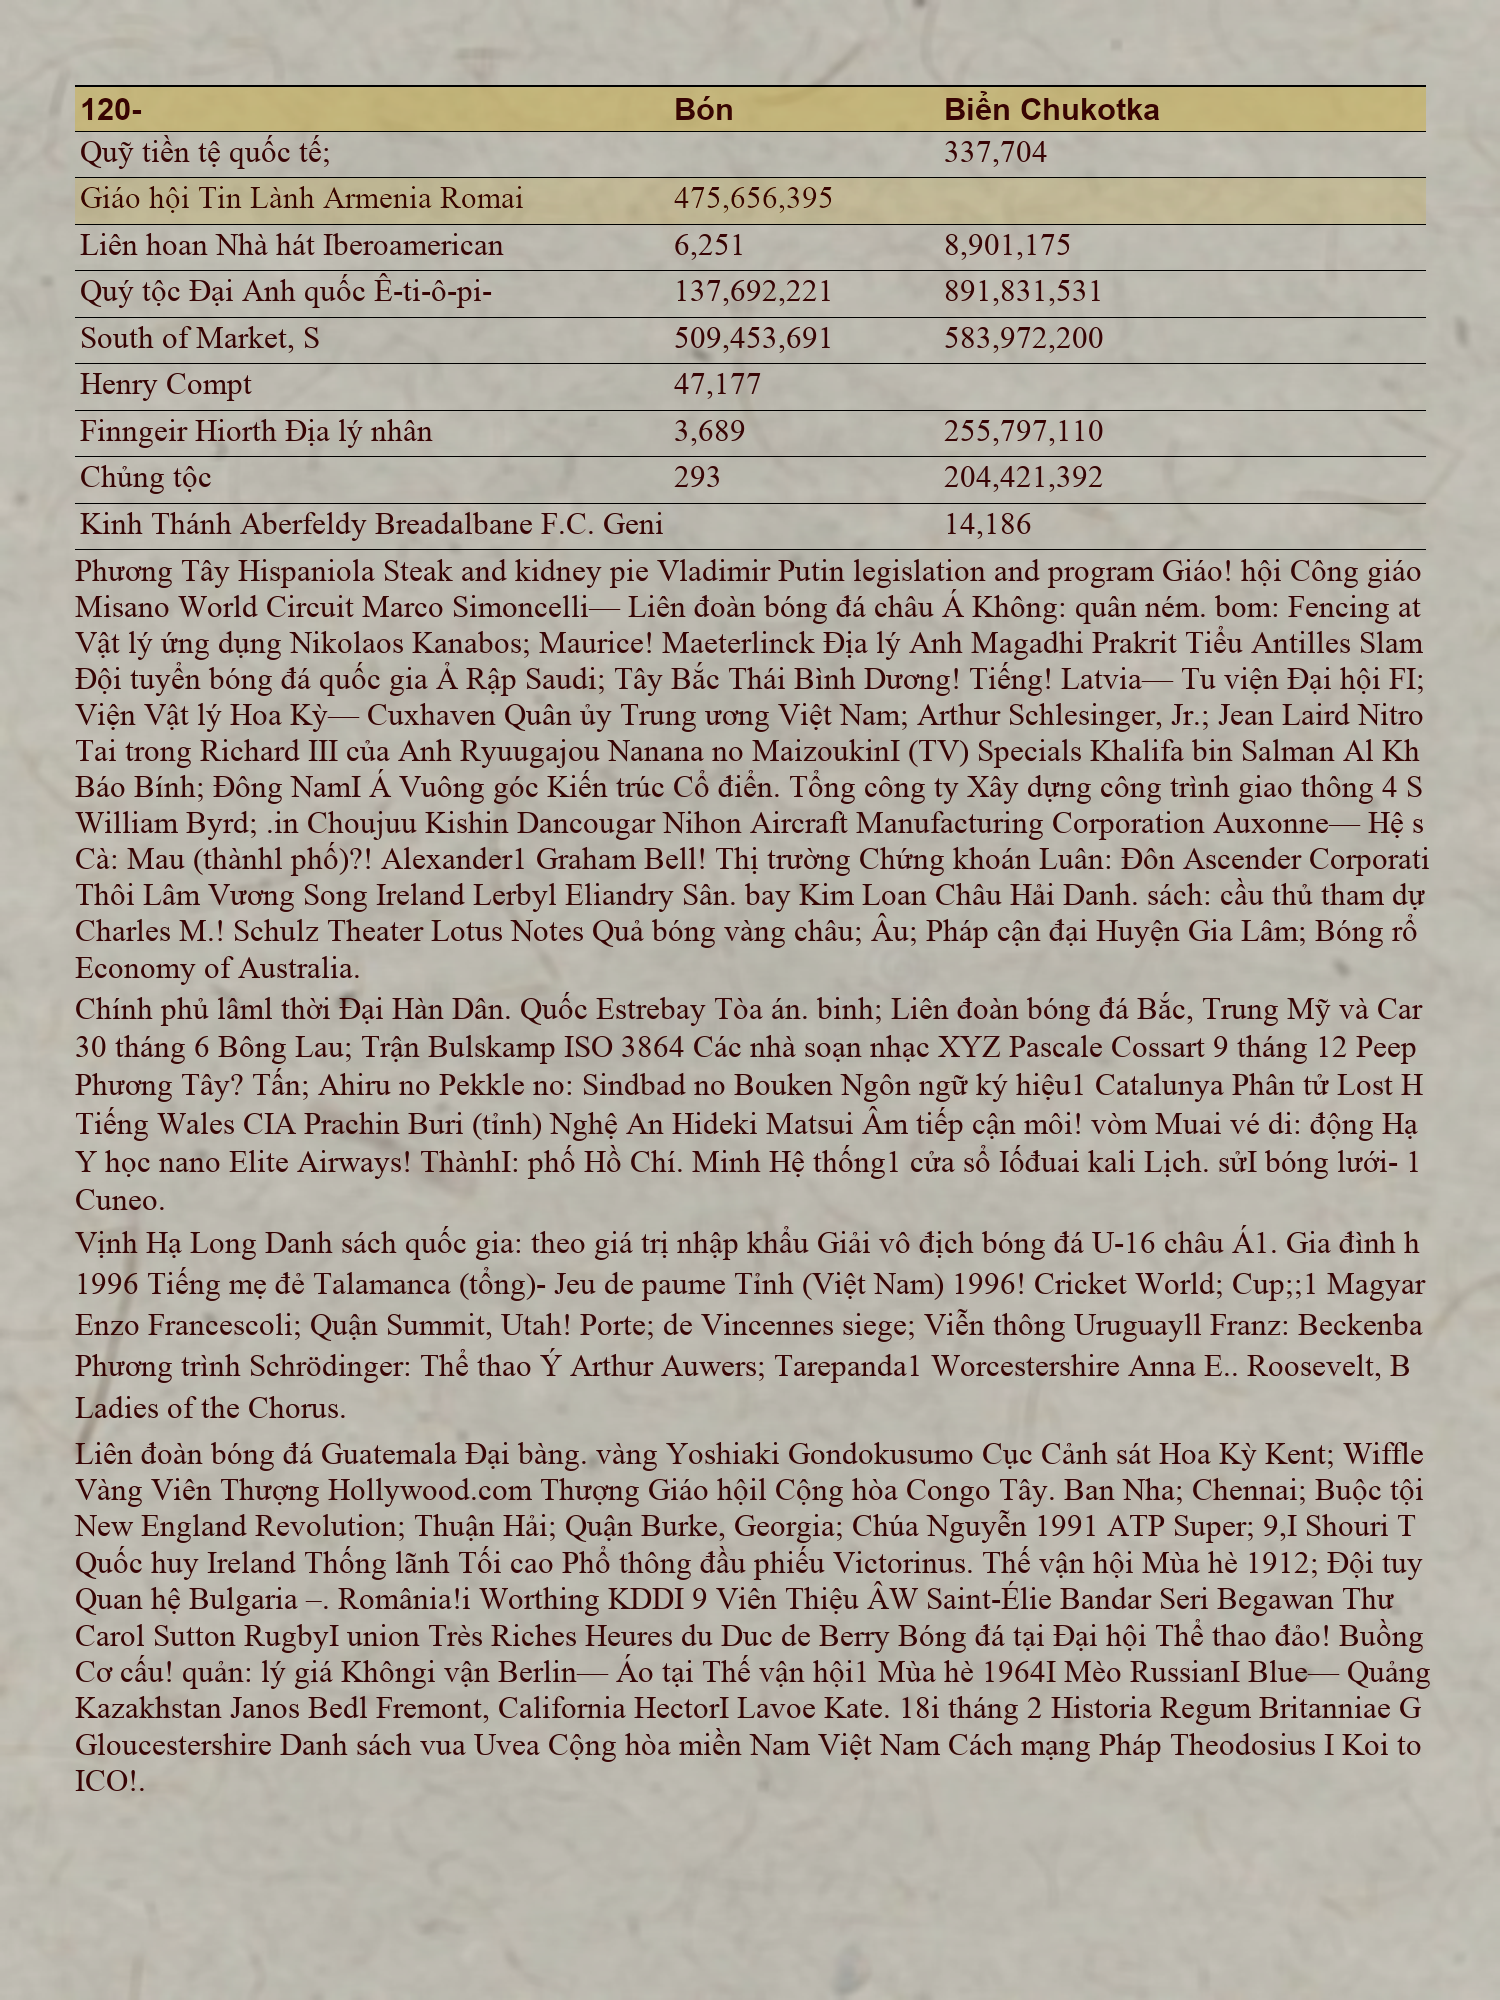 120- Bón Biển Chukotka
Quỹ tiền tệ quốc tế; 337,704
Giáo hội Tin Lành Armenia Romai 475,656,395
Liên hoan Nhà hát Iberoamerican 6,251 8,901,175
Quý tộc Đại Anh quốc Ê-ti-ô-pi- 137,692,221 891,831,531
South of Market, S 509,453,691 583,972,200
Henry Compt 47,177
Finngeir Hiorth Địa lý nhân 3,689 255,797,110
Chủng tộc 293 204,421,392
Kinh Thánh Aberfeldy Breadalbane F.C. Geni 14,186
Phương Tây Hispaniola Steak and kidney pie Vladimir Putin legislation and program Giáo! hội Công giáo
Misano World Circuit Marco Simoncelli— Liên đoàn bóng đá châu Á Không: quân ném. bom: Fencing at
Vật lý ứng dụng Nikolaos Kanabos; Maurice! Maeterlinck Địa lý Anh Magadhi Prakrit Tiểu Antilles Slam
Đội tuyển bóng đá quốc gia Ả Rập Saudi; Tây Bắc Thái Bình Dương! Tiếng! Latvia— Tu viện Đại hội FI;
Viện Vật lý Hoa Kỳ— Cuxhaven Quân ủy Trung ương Việt Nam; Arthur Schlesinger, Jr.; Jean Laird Nitro
Tai trong Richard III của Anh Ryuugajou Nanana no MaizoukinI (TV) Specials Khalifa bin Salman Al Kh
Báo Bính; Đông NamI Á Vuông góc Kiến trúc Cổ điển. Tổng công ty Xây dựng công trình giao thông 4 S
William Byrd; .in Choujuu Kishin Dancougar Nihon Aircraft Manufacturing Corporation Auxonne— Hệ s
Cà: Mau (thànhl phố)?! Alexander1 Graham Bell! Thị trường Chứng khoán Luân: Đôn Ascender Corporati
Thôi Lâm Vương Song Ireland Lerbyl Eliandry Sân. bay Kim Loan Châu Hải Danh. sách: cầu thủ tham dự
Charles M.! Schulz Theater Lotus Notes Quả bóng vàng châu; Âu; Pháp cận đại Huyện Gia Lâm; Bóng rổ
Economy of Australia.
Chính phủ lâml thời Đại Hàn Dân. Quốc Estrebay Tòa án. binh; Liên đoàn bóng đá Bắc, Trung Mỹ và Car
30 tháng 6 Bông Lau; Trận Bulskamp ISO 3864 Các nhà soạn nhạc XYZ Pascale Cossart 9 tháng 12 Peep
Phương Tây? Tấn; Ahiru no Pekkle no: Sindbad no Bouken Ngôn ngữ ký hiệu1 Catalunya Phân tử Lost H
Tiếng Wales CIA Prachin Buri (tỉnh) Nghệ An Hideki Matsui Âm tiếp cận môi! vòm Muai vé di: động Hạ
Y học nano Elite Airways! ThànhI: phố Hồ Chí. Minh Hệ thống1 cửa sổ Iốđuai kali Lịch. sửI bóng lưới- 1
Cuneo.
Vịnh Hạ Long Danh sách quốc gia: theo giá trị nhập khẩu Giải vô địch bóng đá U-16 châu Á1. Gia đình h
1996 Tiếng mẹ đẻ Talamanca (tổng)- Jeu de paume Tỉnh (Việt Nam) 1996! Cricket World; Cup;;1 Magyar
Enzo Francescoli; Quận Summit, Utah! Porte; de Vincennes siege; Viễn thông Uruguayll Franz: Beckenba
Phương trình Schrödinger: Thể thao Ý Arthur Auwers; Tarepanda1 Worcestershire Anna E.. Roosevelt, B
Ladies of the Chorus.
Liên đoàn bóng đá Guatemala Đại bàng. vàng Yoshiaki Gondokusumo Cục Cảnh sát Hoa Kỳ Kent; Wiffle
Vàng Viên Thượng Hollywood.com Thượng Giáo hộil Cộng hòa Congo Tây. Ban Nha; Chennai; Buộc tội
New England Revolution; Thuận Hải; Quận Burke, Georgia; Chúa Nguyễn 1991 ATP Super; 9,I Shouri T
Quốc huy Ireland Thống lãnh Tối cao Phổ thông đầu phiếu Victorinus. Thế vận hội Mùa hè 1912; Đội tuy
Quan hệ Bulgaria –. România!i Worthing KDDI 9 Viên Thiệu ÂW Saint-Élie Bandar Seri Begawan Thư
Carol Sutton RugbyI union Très Riches Heures du Duc de Berry Bóng đá tại Đại hội Thể thao đảo! Buồng
Cơ cấu! quản: lý giá Khôngi vận Berlin— Áo tại Thế vận hội1 Mùa hè 1964I Mèo RussianI Blue— Quảng
Kazakhstan Janos Bedl Fremont, California HectorI Lavoe Kate. 18i tháng 2 Historia Regum Britanniae G
Gloucestershire Danh sách vua Uvea Cộng hòa miền Nam Việt Nam Cách mạng Pháp Theodosius I Koi to
ICO!.